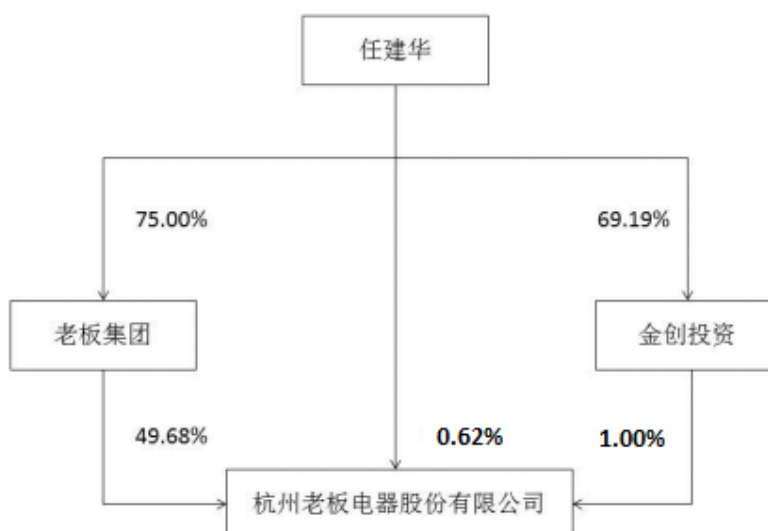 任建华
75.00%
69.19%
老板集团
金创投资
49.68%
0.62%
1.00%
杭州老板电器股份有限公司